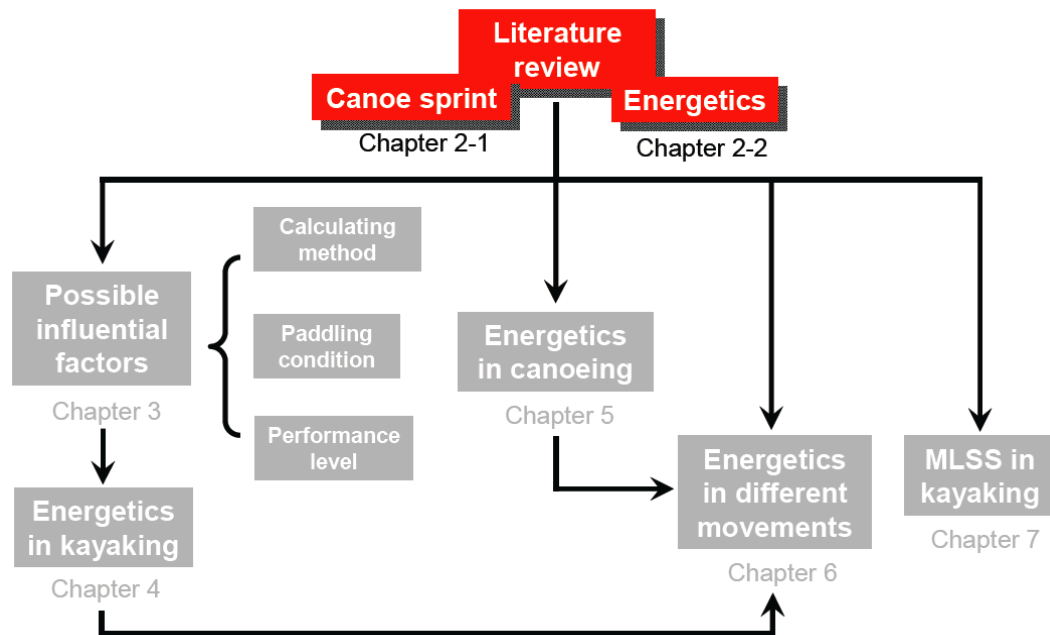 Literature
review
Canoe sprint
Energetics
Chapter 2-1
Chapter 2-2
Calculating
method
Possible
influential
factors
Chapter 3
Paddling
condition
Performance
level
Energetics
in canoeing
Chapter 5
Energetics
in kayaking
Chapter 4
Energetics
in different
movements
Chapter 6
MLSS in
kayaking
Chapter 7